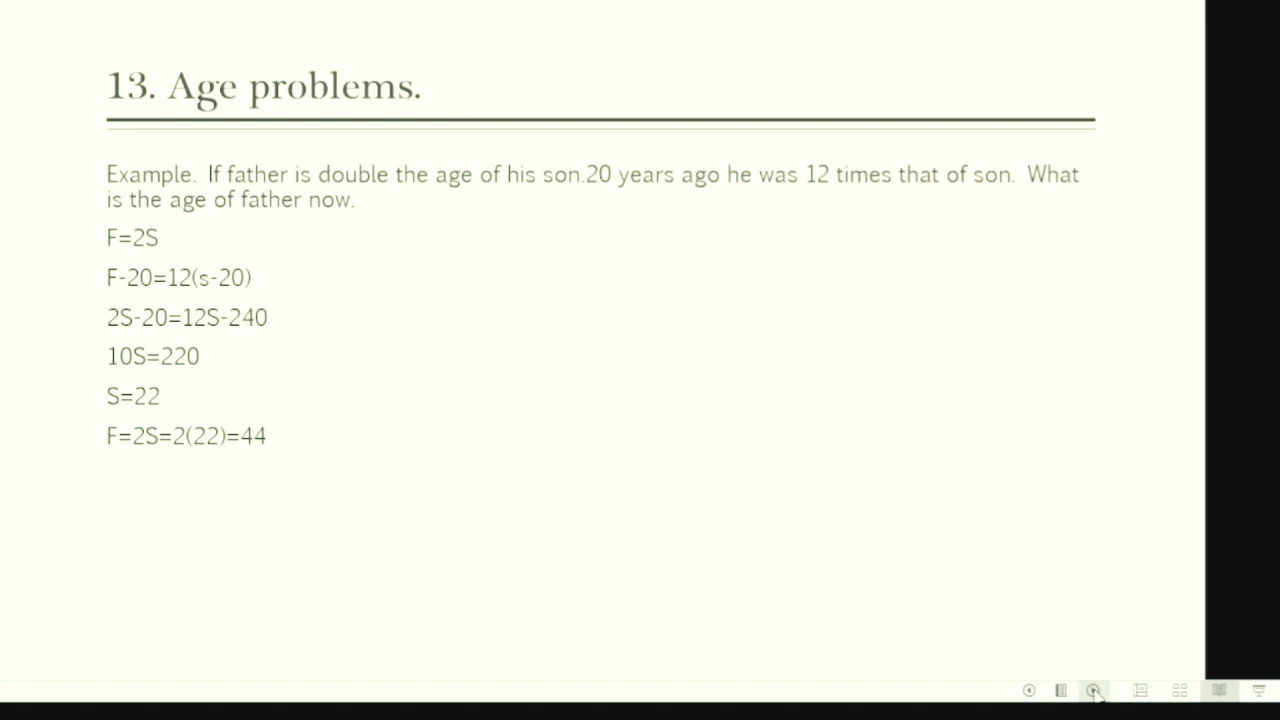 13. Age problems.
Example. If father is double the age of his son.20 years ago he was 12 times that of son. What
is the age of father now.
F=2S
F-20=12(s-20)
2S-20=12S-240
10S=220
S=22
F=2S=2(22)=44